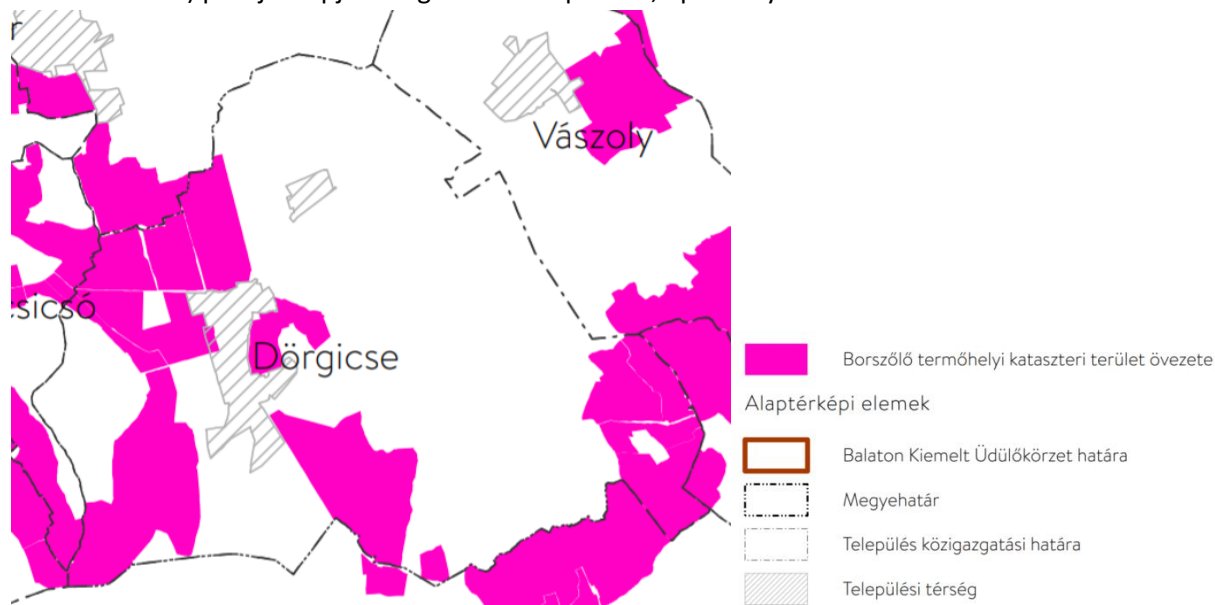 Vászoly
csicsó
Dörgicse
Borszőlő termőhelyi kataszteri terület övezete
Alaptérképi elemek
Balaton Kiemelt Üdülőkörzet határa
Megyehatár
Település közigazgatási határa
Települési térség